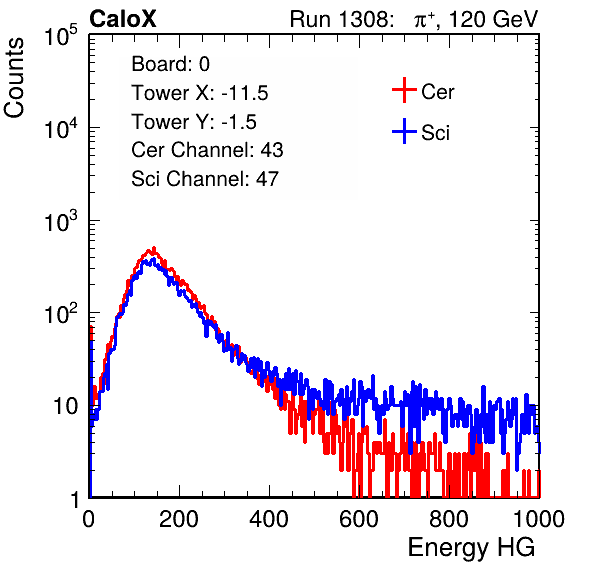 CaloX Run 1308: π⁺, 120 GeV
Counts
10⁵
10⁴
10³
10²
10
1
Board: 0
Tower X: -11.5
Tower Y: -1.5
Cer Channel: 43
Sci Channel: 47
Cer
Sci
0 200 400 600 800 1000
Energy HG